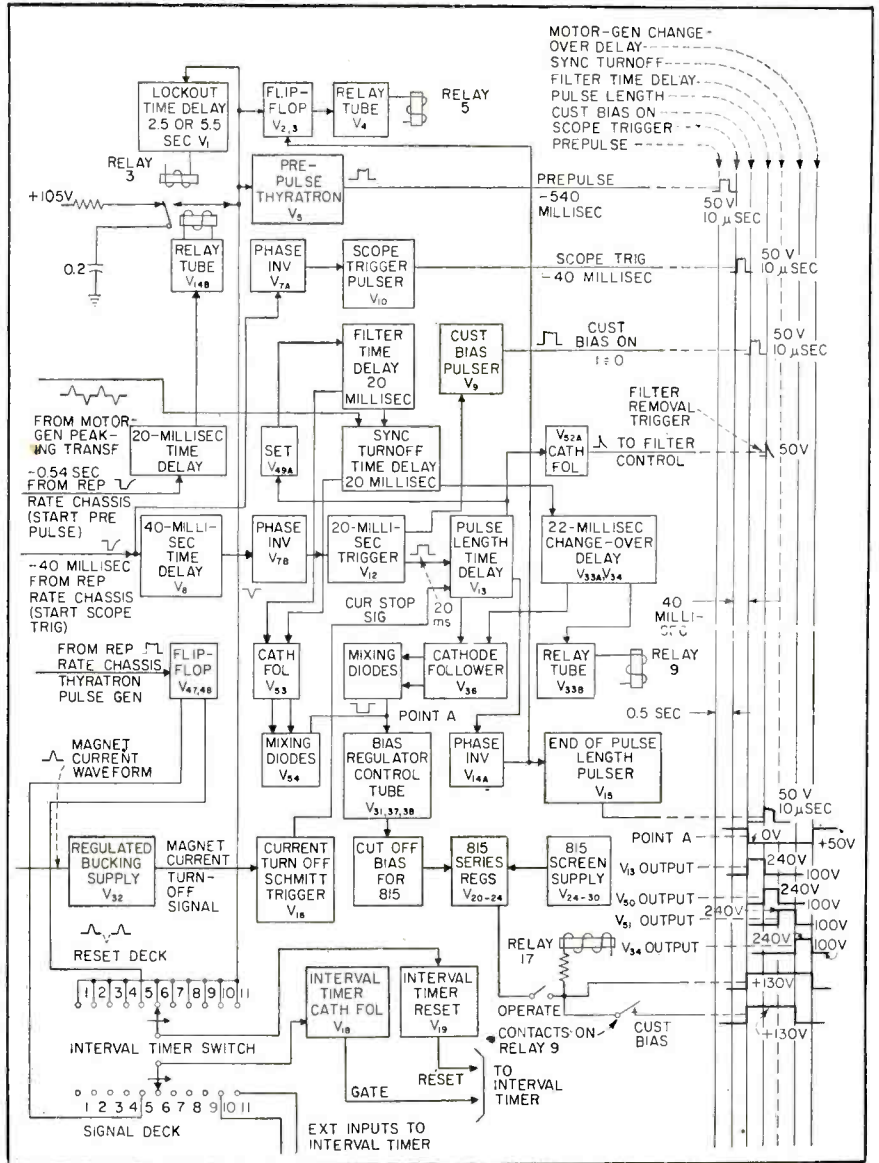 MOTOR-GEN CHANGE-
OVER DELAY
SYNC TURNOFF
FILTER TIME DELAY
PULSE LENGTH
CUST BIAS ON
SCOPE TRIGGER
PREPULSE
LOCKOUT
TIME DELAY
2.5 OR 5.5
SEC V1
FLIP-
FLOP
V2,3
RELAY
TUBE
V4
RELAY
5
RELAY
3
+105V
0.2
RELAY
TUBE
V14B
PRE-
PULSE
THYRATRON
V5
PREPULSE
-540
MILLISEC
50 V
10 µSEC
PHASE
INV
V7A
SCOPE
TRIGGER
PULSER
V10
SCOPE TRIG
-40 MILLISEC
50 V
10 µSEC
FILTER
TIME
DELAY
20
MILLISEC
CUST
BIAS
PULSER
V9
CUST
BIAS ON
t=0
50V
10 µSEC
FROM MOTOR-
GEN PEAK-
ING TRANSF
20-MILLISEC
TIME
DELAY
SET
V49A
SYNC
TURNOFF
TIME DELAY
20 MILLISEC
V52A
CATH
FOL
TO FILTER
CONTROL
FILTER
REMOVAL
TRIGGER
50V
-0.54 SEC
FROM REP
RATE CHASSIS
(START PRE
PULSE)
40-MILLI-
SEC
TIME
DELAY
V8
PHASE
INV
V7B
20-MILLI-
SEC
TRIGGER
V12
PULSE
LENGTH
TIME
DELAY
V13
22-MILLISEC
CHANGE-OVER
DELAY
V33A, V34
-40 MILLISEC
FROM REP
RATE CHASSIS
(START SCOPE
TRIG)
CUR STOP
SIG
20
ms
40
MILLI-
SEC
FROM REP
RATE CHASSIS
THYRATRON
PULSE GEN
FLIP-
FLOP
V47,48
CATH
FOL
V53
MIXING
DIODES
CATHODE
FOLLOWER
V36
RELAY
TUBE
V33B
RELAY
9
0.5 SEC
MAGNET
CURRENT
WAVEFORM
MIXING
DIODES
V54
POINT A
BIAS
REGULATOR
CONTROL
TUBE
V31,37,38
PHASE
INV
V14A
END OF PULSE
LENGTH
PULSER
V15
50 V
10 µSEC
REGULATED
BUCKING
SUPPLY
V32
MAGNET
CURRENT
TURN-
OFF
SIGNAL
CURRENT
TURN OFF
SCHMITT
TRIGGER
V16
CUT OFF
BIAS
FOR
815
815
SERIES
REGS
V20-24
815
SCREEN
SUPPLY
V24-30
POINT A
0V
+50V
V13 OUTPUT
240V
100V
V50 OUTPUT
240V
100V
V51 OUTPUT
240V
100V
V34 OUTPUT
240V
100V
+130V
+130V
RESET DECK
1 2 3 4 5 6 7 8 9 10 11
INTERVAL TIMER SWITCH
1 2 3 4 5 6 7 8 9 10 11
SIGNAL DECK
INTERVAL
TIMER
CATH FOL
V18
INTERVAL
TIMER
RESET
V19
RELAY
17
OPERATE
CONTACTS ON
RELAY 9
CUST
BIAS
RESET
GATE
TO
INTERVAL
TIMER
EXT INPUTS TO
INTERVAL TIMER